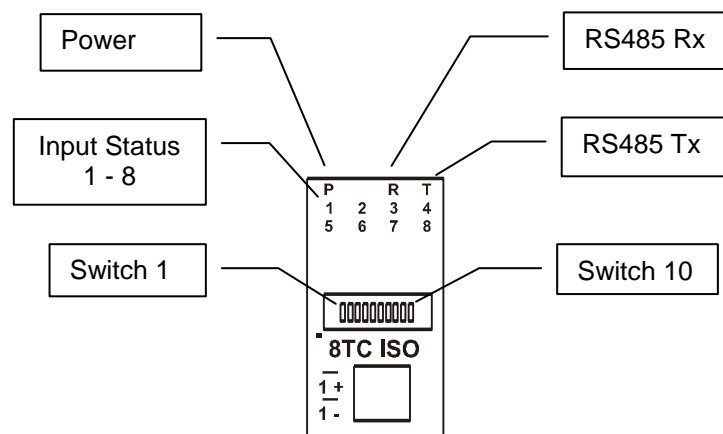 Power
RS485 Rx
Input Status
1 - 8
RS485 Tx
P R T
1 2 3 4
5 6 7 8
Switch 1
Switch 10
8TC ISO
1 +
1 -